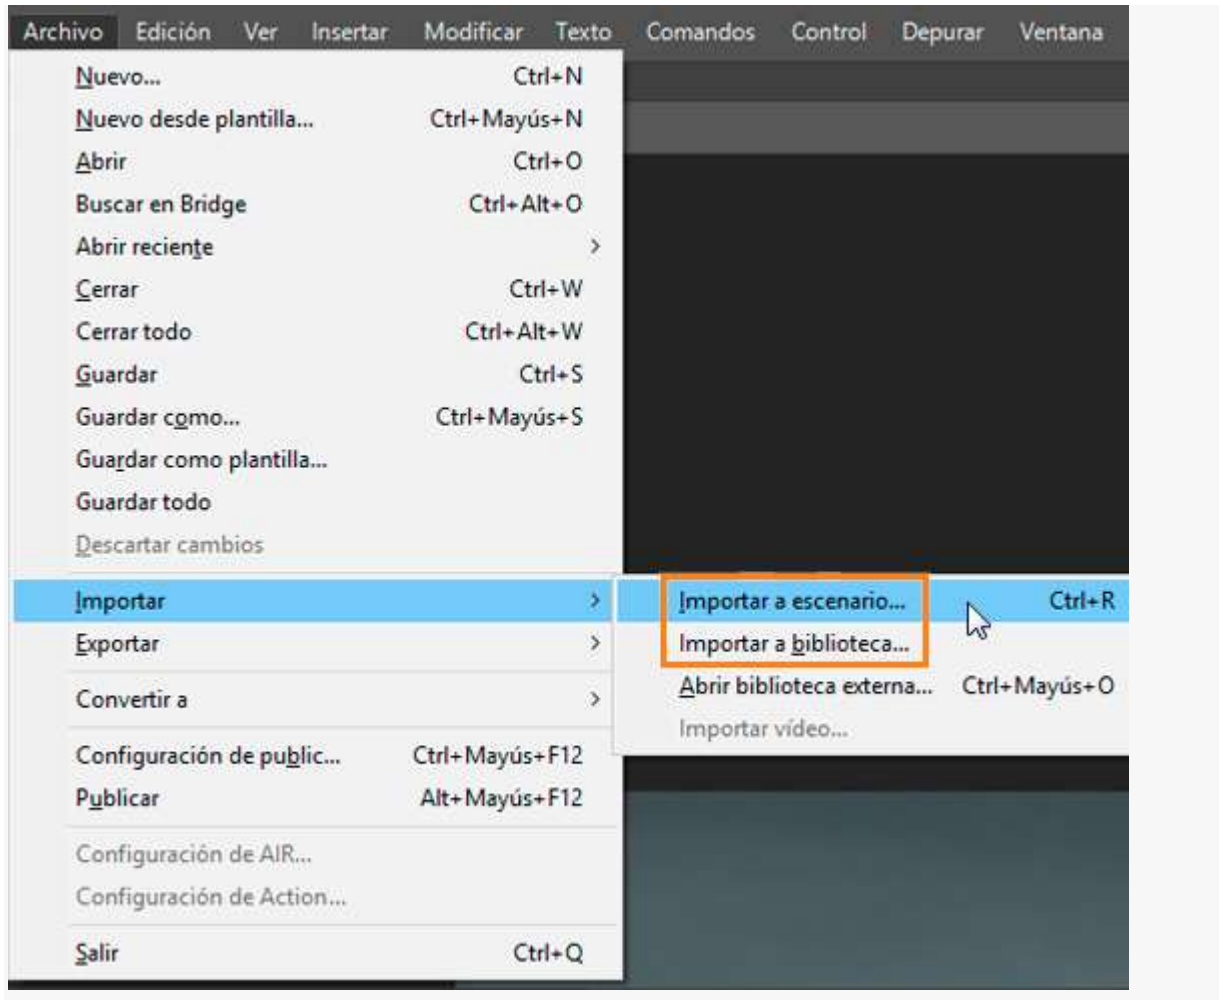 Archivo Edición Ver Insertar Modificar Texto Comandos Control Depurar Ventana
Nuevo... Ctrl+N
Nuevo desde plantilla... Ctrl+Mayús+N
Abrir Ctrl+O
Buscar en Bridge Ctrl+Alt+O
Abrir reciente >
Cerrar Ctrl+W
Cerrar todo Ctrl+Alt+W
Guardar Ctrl+S
Guardar como... Ctrl+Mayús+S
Guardar como plantilla...
Guardar todo
Descartar cambios
Importar >
Importar a escenario... Ctrl+R
Importar a biblioteca...
Abrir biblioteca externa... Ctrl+Mayús+O
Importar vídeo...
Exportar >
Convertir a >
Configuración de public... Ctrl+Mayús+F12
Publicar Alt+Mayús+F12
Configuración de AIR...
Configuración de Action...
Salir Ctrl+Q